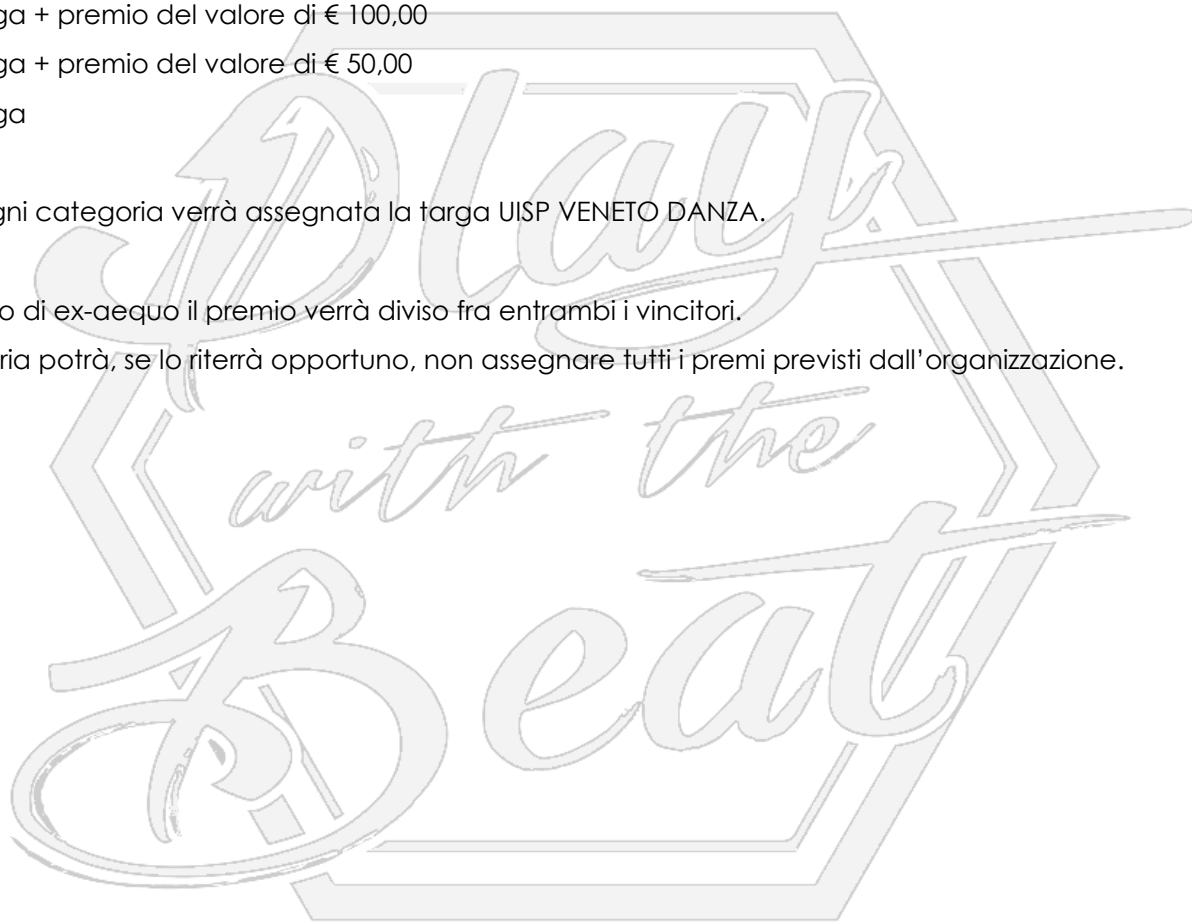 ga + premio del valore di € 100,00
ga + premio del valore di € 50,00
ga
gni categoria verrà assegnata la targa UISP VENETO DANZA.
o di ex-aequo il premio verrà diviso fra entrambi i vincitori.
ria potrà, se lo riterrà opportuno, non assegnare tutti i premi previsti dall’organizzazione.
Play
with the
Beat